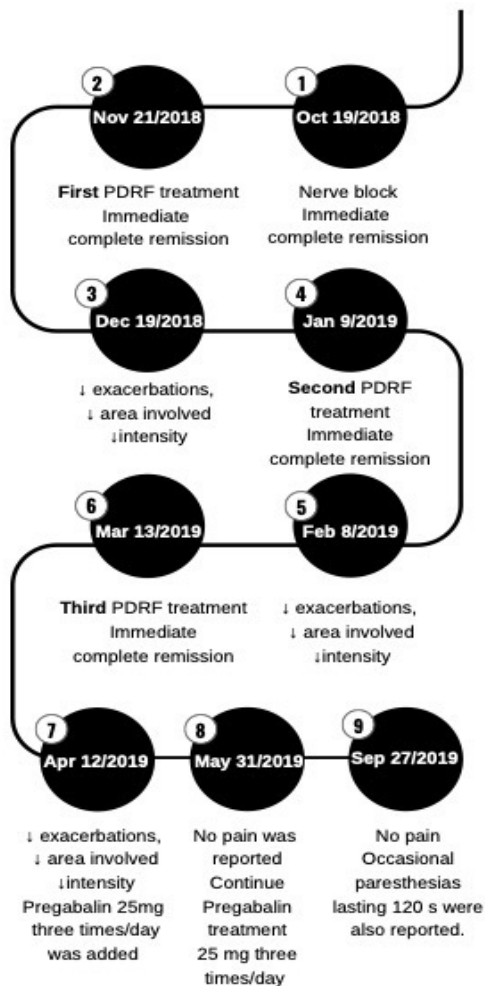 1
Oct 19/2018
Nerve block
Immediate
complete remission
2
Nov 21/2018
First PDRF treatment
Immediate
complete remission
3
Dec 19/2018
↓ exacerbations,
↓ area involved
↓intensity
4
Jan 9/2019
Second PDRF
treatment
Immediate
complete remission
5
Feb 8/2019
↓ exacerbations,
↓ area involved
↓intensity
6
Mar 13/2019
Third PDRF treatment
Immediate
complete remission
7
Apr 12/2019
↓ exacerbations,
↓ area involved
↓intensity
Pregabalin 25mg
three times/day
was added
8
May 31/2019
No pain was
reported
Continue
Pregabalin
treatment
25 mg three
times/day
9
Sep 27/2019
No pain
Occasional
paresthesias
lasting 120 s were
also reported.